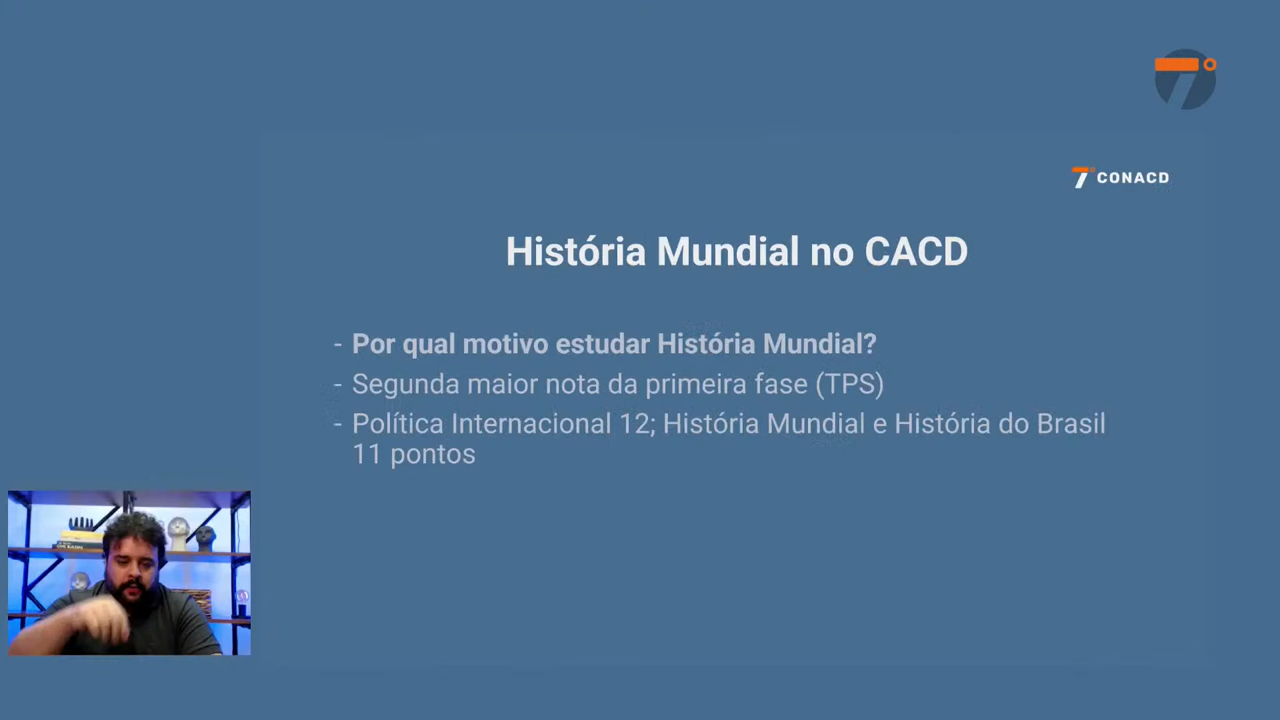 7° CONACD
História Mundial no CACD
- Por qual motivo estudar História Mundial?
- Segunda maior nota da primeira fase (TPS)
- Política Internacional 12; História Mundial e História do Brasil
11 pontos